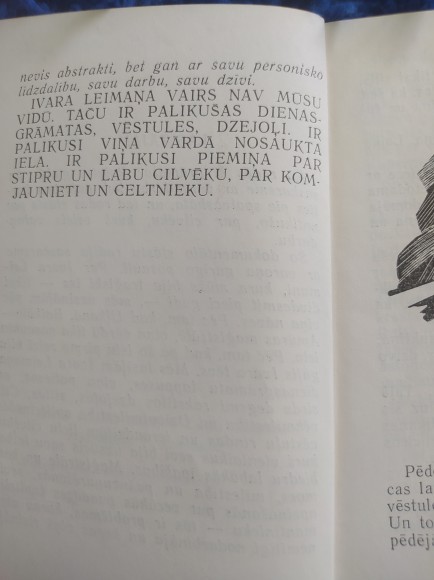 nevis abstrakti, bet gan ar savu personisko
līdzdalību, savu darbu, savu dzīvi.
IVARA LEIMAŅA VAIRS NAV MŪSU
VIDŪ. TAČU IR PALIKUŠAS DIENAS-
GRĀMATAS, VĒSTULES, DZEJOĻI. IR
PALIKUSI VIŅA VĀRDĀ NOSAUKTA
IELA. IR PALIKUSI PIEMIŅA PAR
STIPRU UN LABU CILVĒKU, PAR KOM-
JAUNIETI UN CELTNIEKU.
Pēd
cas la
vēstule
Un to
pēdējā